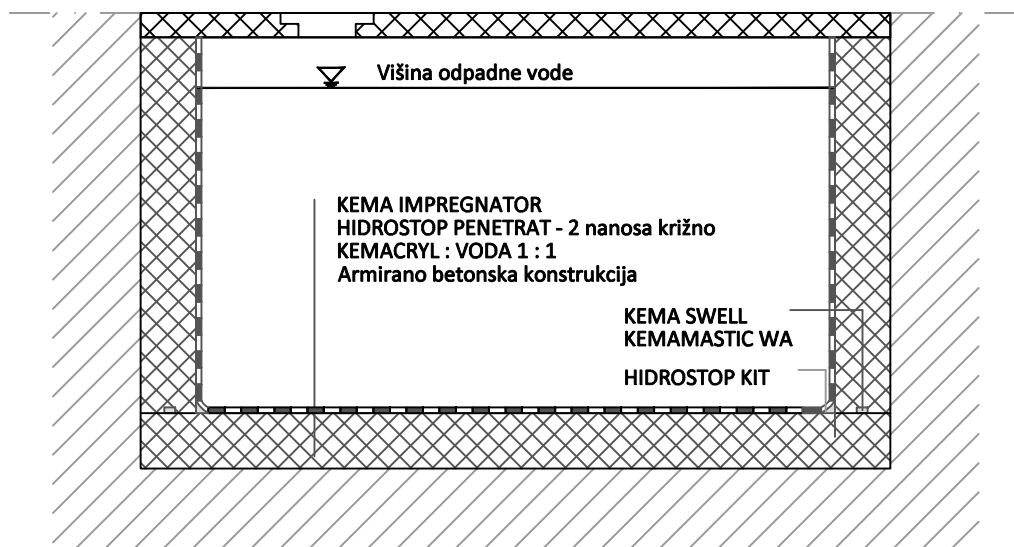 Višina odpadne vode
KEMA IMPREGNATOR
HIDROSTOP PENETRAT - 2 nanosa križno
KEMACRYL : VODA 1 : 1
Armirano betonska konstrukcija
KEMA SWELL
KEMAMASTIC WA
HIDROSTOP KIT